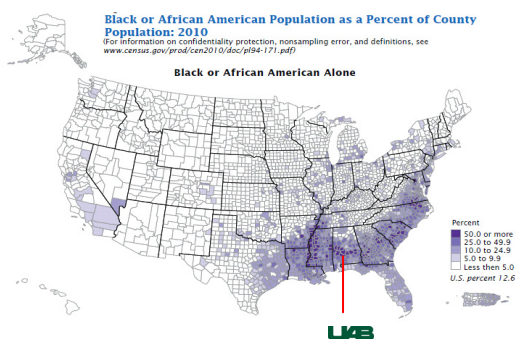 Black or African American Population as a Percent of County
Population: 2010
(For information on confidentiality protection, nonsampling error, and definitions, see
www.census.gov/prod/cen2010/doc/pl94-171.pdf)
Black or African American Alone
Percent
50.0 or more
25.0 to 49.9
10.0 to 24.9
5.0 to 9.9
Less then 5.0
U.S. percent 12.6
UAB